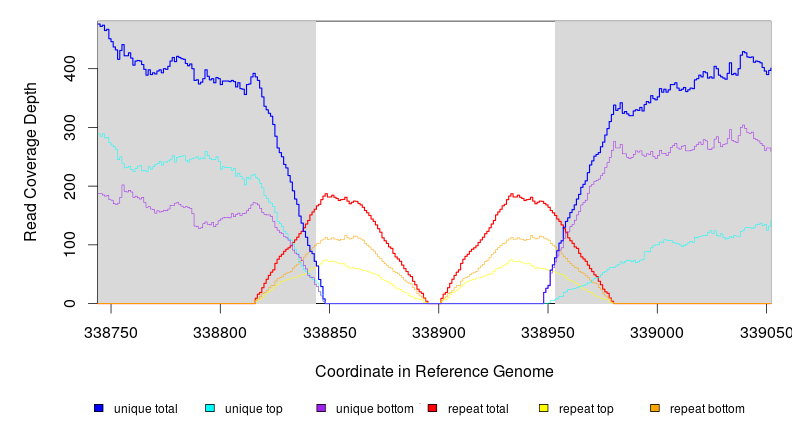 Read Coverage Depth
400
300
200
100
0
338750 338800 338850 338900 338950 339000 339050
Coordinate in Reference Genome
unique total unique top unique bottom repeat total repeat top repeat bottom